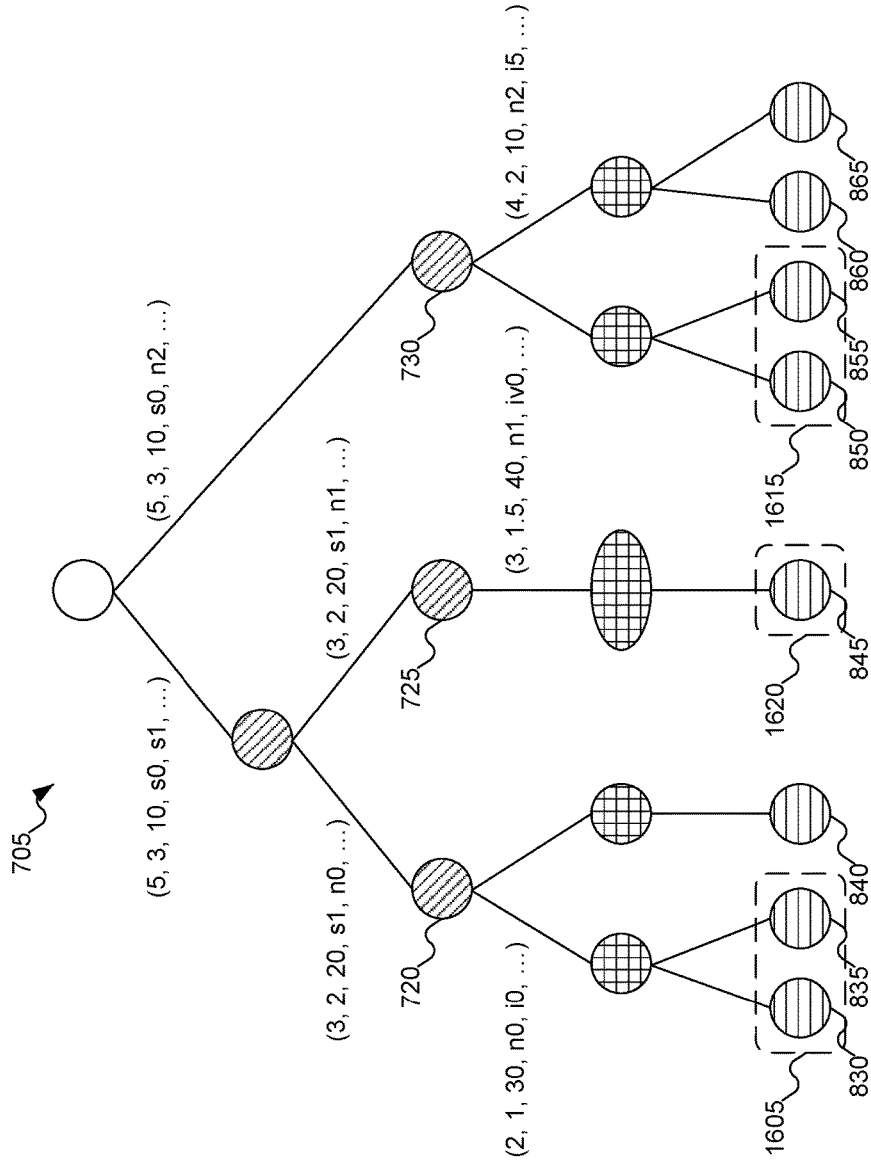 705
(5, 3, 10, s0, s1, …)
(5, 3, 10, s0, n2, …)
(3, 2, 20, s1, n0, …)
(3, 2, 20, s1, n1, …)
720
725
730
(2, 1, 30, n0, i0, …)
(3, 1.5, 40, n1, iv0, …)
(4, 2, 10, n2, i5, …)
1605
1620
1615
830
835
840
845
850
855
860
865